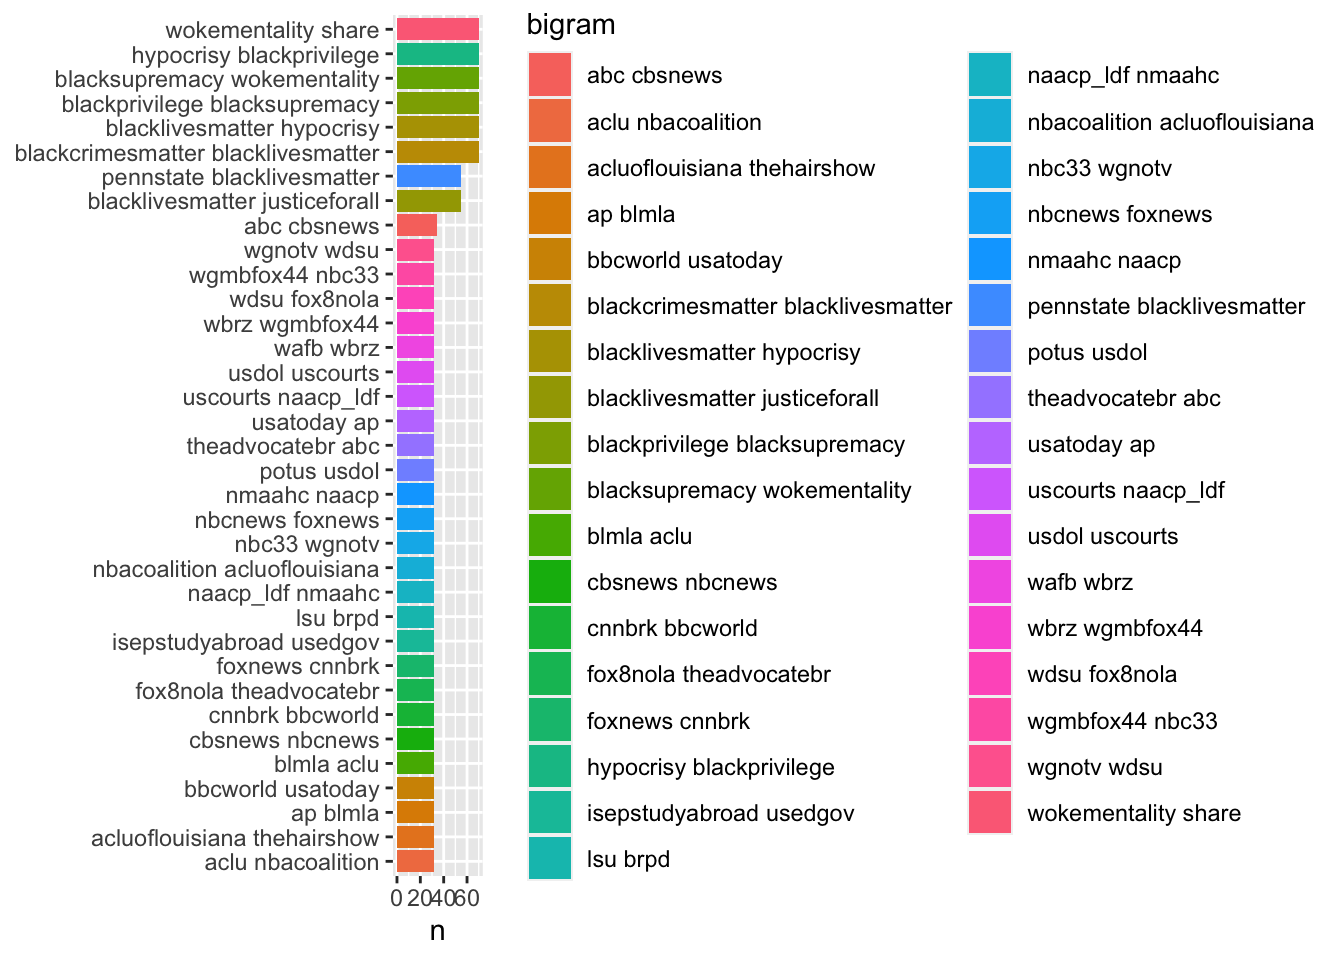 wokementality share
hypocrisy blackprivilege
blacksupremacy wokementality
blackprivilege blacksupremacy
blacklivesmatter hypocrisy
blackcrimesmatter blacklivesmatter
pennstate blacklivesmatter
blacklivesmatter justiceforall
abc cbsnews
wgnotv wdsu
wgmbfox44 nbc33
wdsu fox8nola
wbrz wgmbfox44
wafb wbrz
usdol uscourts
uscourts naacp_ldf
usatoday ap
theadvocatebr abc
potus usdol
nmaahc naacp
nbcnews foxnews
nbc33 wgnotv
nbacoalition acluoflouisiana
naacp_ldf nmaahc
lsu brpd
isepstudyabroad usedgov
foxnews cnnbrk
fox8nola theadvocatebr
cnnbrk bbcworld
cbsnews nbcnews
blmla aclu
bbcworld usatoday
ap blmla
acluoflouisiana thehairshow
aclu nbacoalition
0 20 40 60
n
bigram
abc cbsnews
aclu nbacoalition
acluoflouisiana thehairshow
ap blmla
bbcworld usatoday
blackcrimesmatter blacklivesmatter
blacklivesmatter hypocrisy
blacklivesmatter justiceforall
blackprivilege blacksupremacy
blacksupremacy wokementality
blmla aclu
cbsnews nbcnews
cnnbrk bbcworld
fox8nola theadvocatebr
foxnews cnnbrk
hypocrisy blackprivilege
isepstudyabroad usedgov
lsu brpd
naacp_ldf nmaahc
nbacoalition acluoflouisiana
nbc33 wgnotv
nbcnews foxnews
nmaahc naacp
pennstate blacklivesmatter
potus usdol
theadvocatebr abc
usatoday ap
uscourts naacp_ldf
usdol uscourts
wafb wbrz
wbrz wgmbfox44
wdsu fox8nola
wgmbfox44 nbc33
wgnotv wdsu
wokementality share